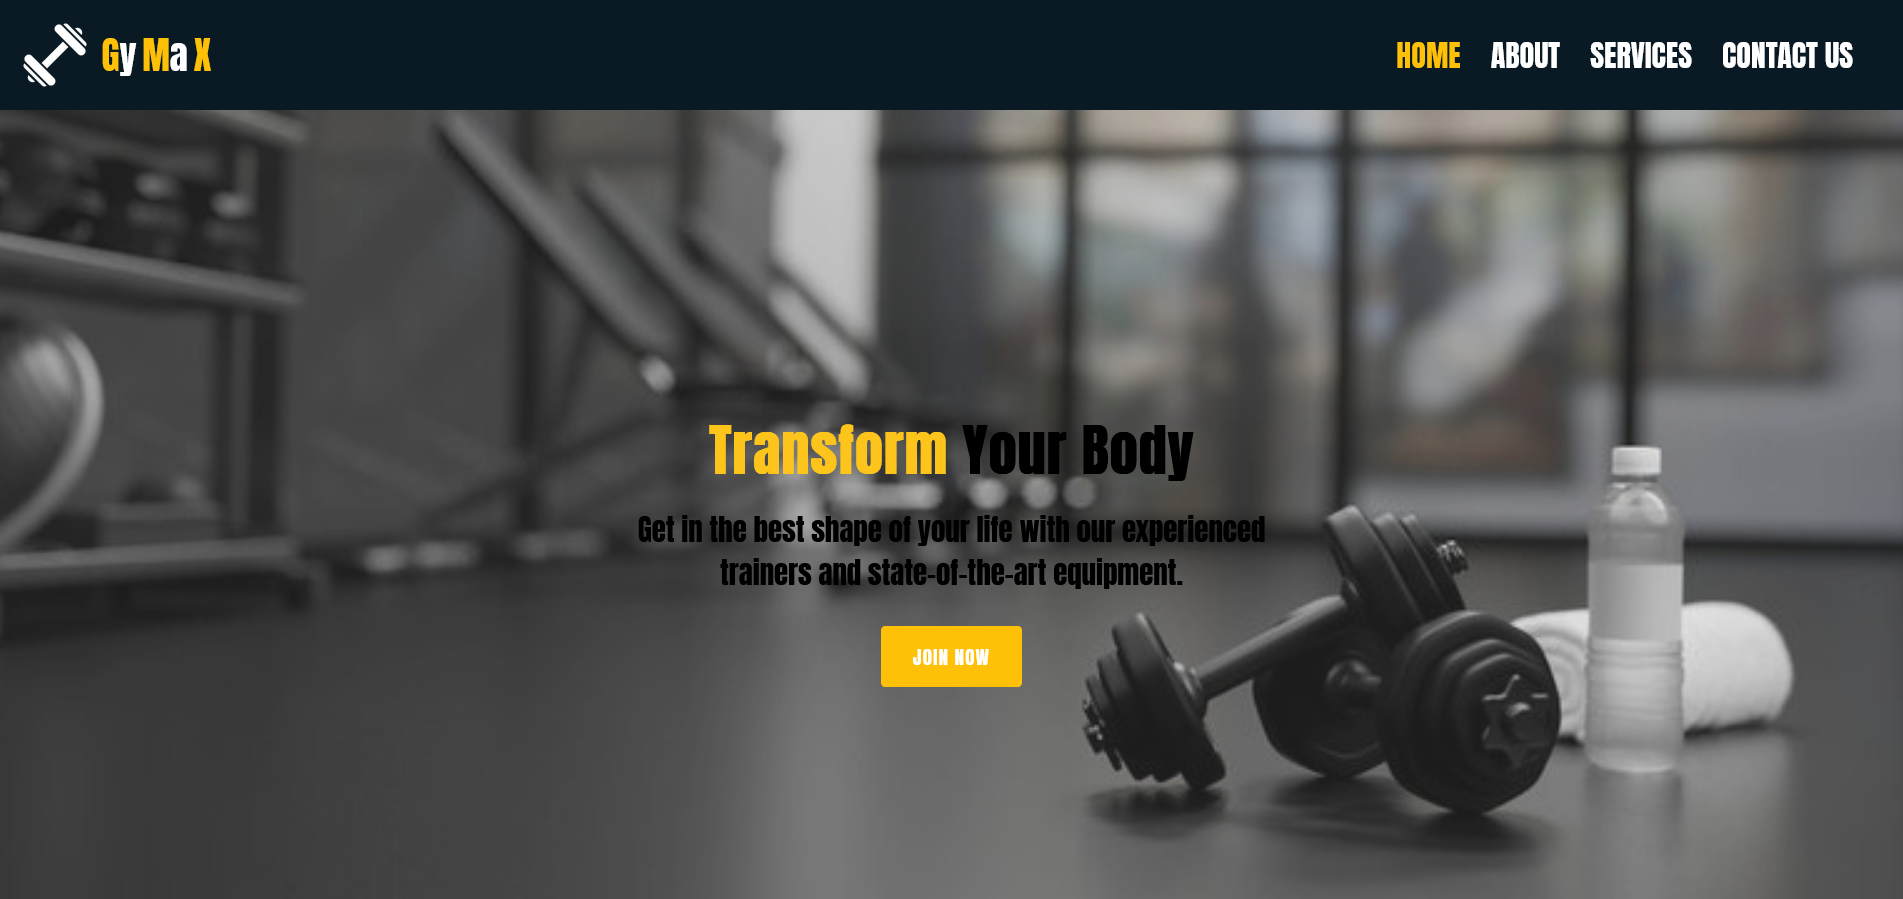 Gy Ma X
HOME ABOUT SERVICES CONTACT US
Transform Your Body
Get in the best shape of your life with our experienced
trainers and state-of-the-art equipment.
JOIN NOW